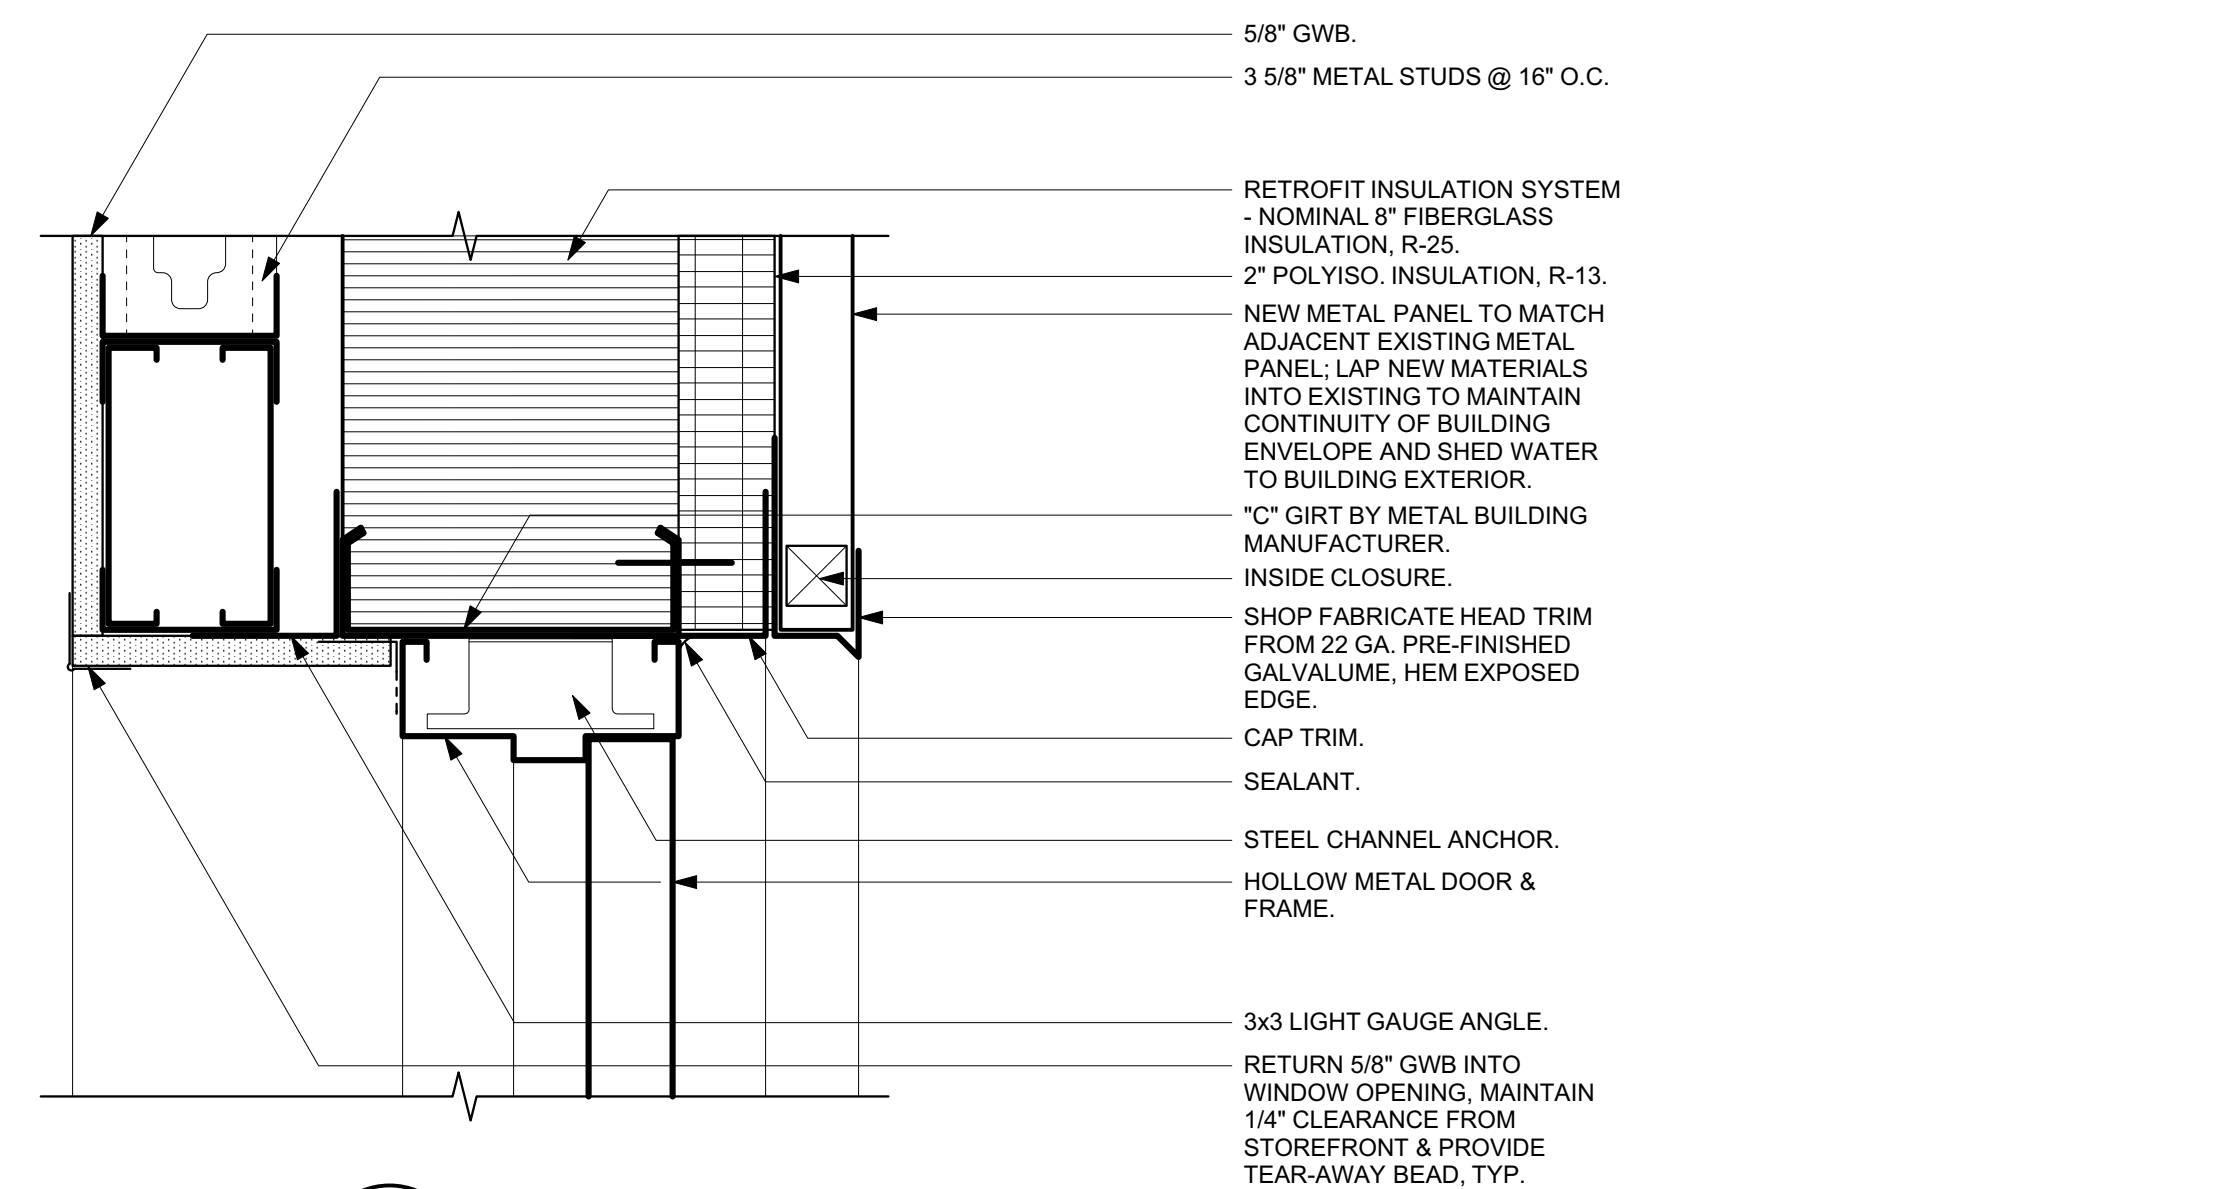 5/8" GWB.
3 5/8" METAL STUDS @ 16" O.C.
RETROFIT INSULATION SYSTEM
- NOMINAL 8" FIBERGLASS
INSULATION, R-25.
2" POLYISO. INSULATION, R-13.
NEW METAL PANEL TO MATCH
ADJACENT EXISTING METAL
PANEL; LAP NEW MATERIALS
INTO EXISTING TO MAINTAIN
CONTINUITY OF BUILDING
ENVELOPE AND SHED WATER
TO BUILDING EXTERIOR.
"C" GIRT BY METAL BUILDING
MANUFACTURER.
INSIDE CLOSURE.
SHOP FABRICATE HEAD TRIM
FROM 22 GA. PRE-FINISHED
GALVALUME, HEM EXPOSED
EDGE.
CAP TRIM.
SEALANT.
STEEL CHANNEL ANCHOR.
HOLLOW METAL DOOR &
FRAME.
3x3 LIGHT GAUGE ANGLE.
RETURN 5/8" GWB INTO
WINDOW OPENING, MAINTAIN
1/4" CLEARANCE FROM
STOREFRONT & PROVIDE
TEAR-AWAY BEAD, TYP.